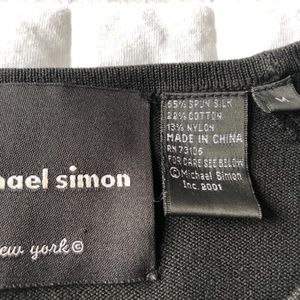 hael simon
ew york©
65% SPUN SILK
22% COTTON
13% NYLON
MADE IN CHINA
RN 73106
FOR CARE SEE BELOW
©Michael Simon
Inc. 2001
M